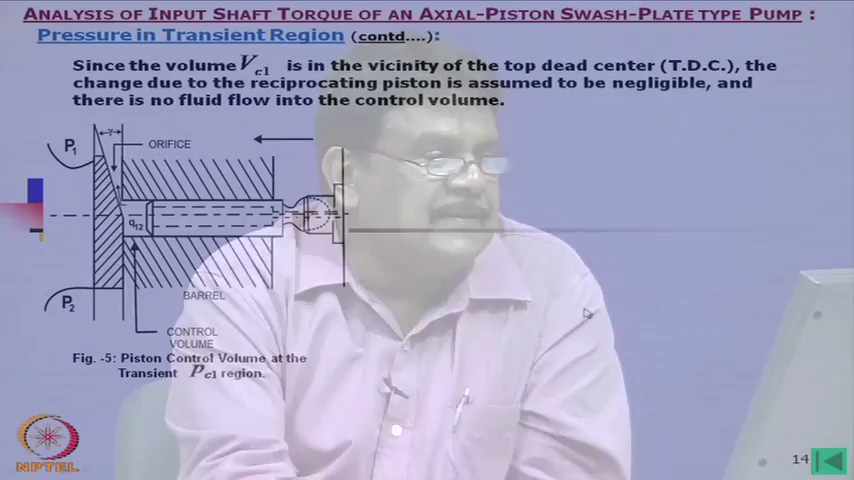 ANALYSIS OF INPUT SHAFT TORQUE OF AN AXIAL-PISTON SWASH-PLATE TYPE PUMP :
Pressure in Transient Region (contd....):
Since the volume Vc1 is in the vicinity of the top dead center (T.D.C.), the
change due to the reciprocating piston is assumed to be negligible, and
there is no fluid flow into the control volume.
P1
γ
ORIFICE
q12
P2
BARREL
CONTROL
VOLUME
Fig. -5: Piston Control Volume at the
Transient pc1 region.
NPTEL
14